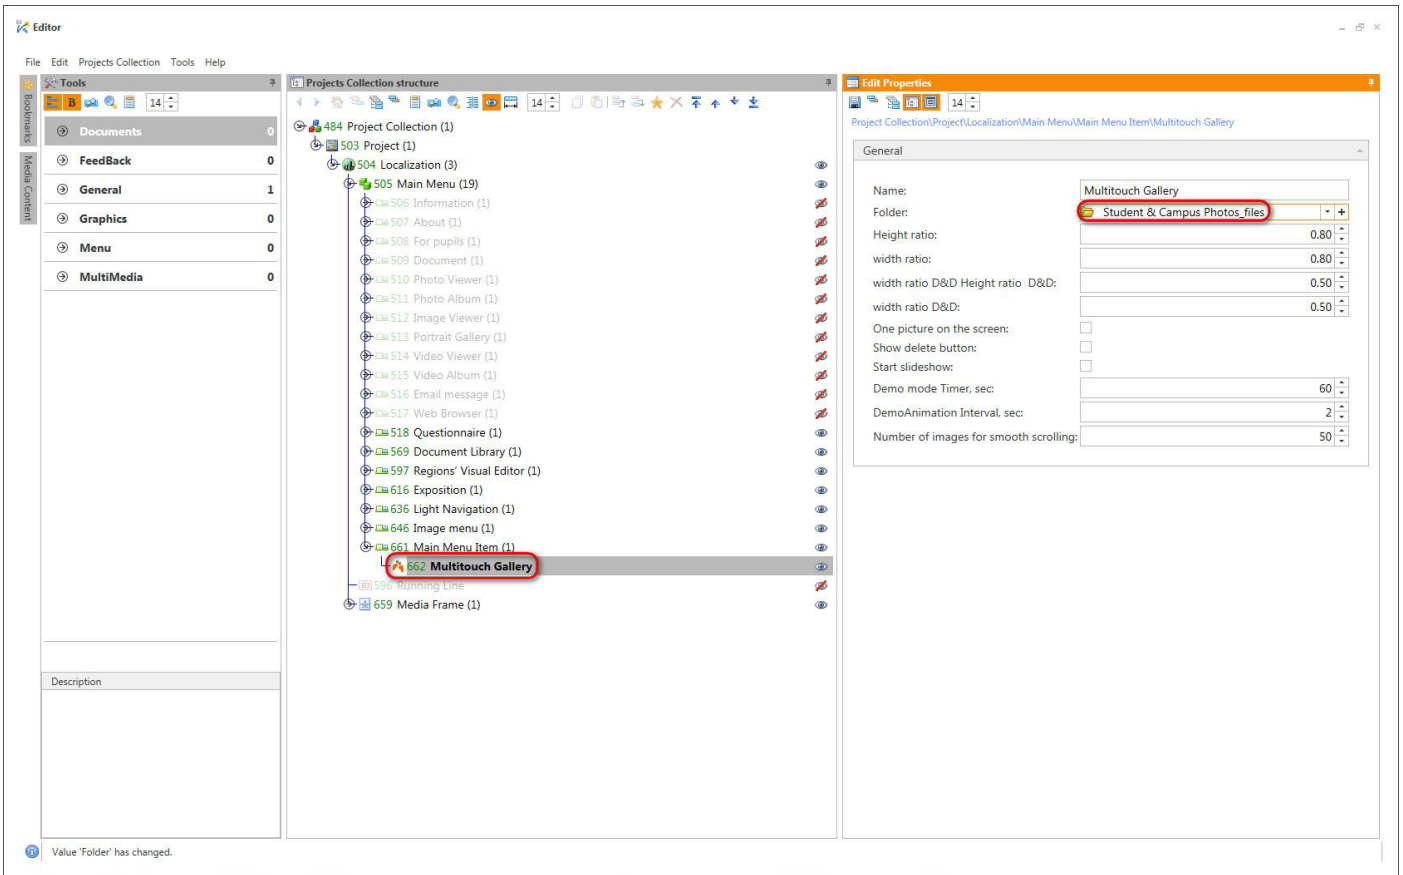 Editor
File Edit Projects Collection Tools Help
Bookmarks
Media Content
Tools
B 14
Documents 0
FeedBack 0
General 1
Graphics 0
Menu 0
MultiMedia 0
Description
Projects Collection structure
14
484 Project Collection (1)
503 Project (1)
504 Localization (3)
505 Main Menu (19)
506 Information (1)
507 About (1)
508 For pupils (1)
509 Document (1)
510 Photo Viewer (1)
511 Photo Album (1)
512 Image Viewer (1)
513 Portrait Gallery (1)
514 Video Viewer (1)
515 Video Album (1)
516 Email message (1)
517 Web Browser (1)
518 Questionnaire (1)
569 Document Library (1)
597 Regions' Visual Editor (1)
616 Exposition (1)
636 Light Navigation (1)
646 Image menu (1)
661 Main Menu Item (1)
662 Multitouch Gallery
596 Running Line
659 Media Frame (1)
Edit Properties
14
Project Collection\Project\Localization\Main Menu\Main Menu Item\Multitouch Gallery
General
Name: Multitouch Gallery
Folder: Student & Campus Photos_files
Height ratio: 0.80
width ratio: 0.80
width ratio D&D Height ratio D&D: 0.50
width ratio D&D: 0.50
One picture on the screen:
Show delete button:
Start slideshow:
Demo mode Timer, sec: 60
DemoAnimation Interval, sec: 2
Number of images for smooth scrolling: 50
Value 'Folder' has changed.